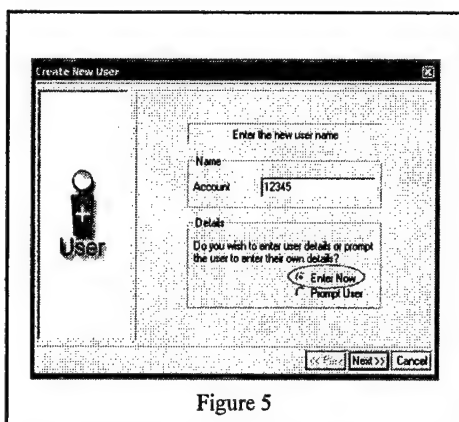 Create New User
Enter the new user name
Name
Account 12345
Details
Do you wish to enter user details or prompt
the user to enter their own details?
Enter Now
Prompt User
User
<< Prev Next >> Cancel
Figure 5